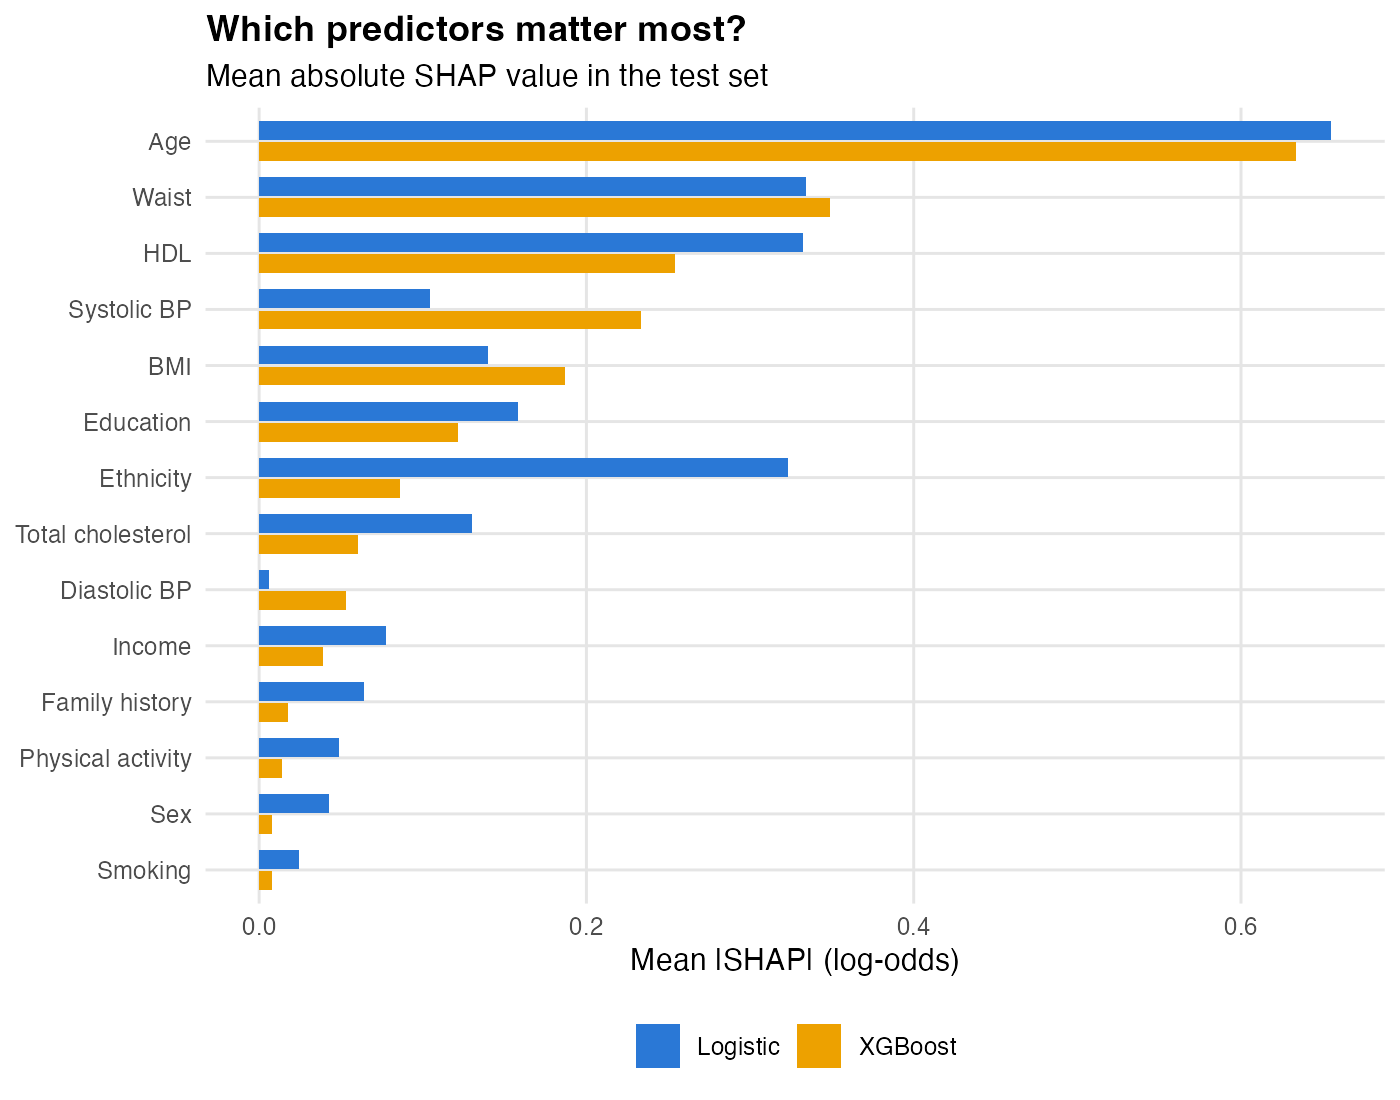 Which predictors matter most?
Mean absolute SHAP value in the test set
Age
Waist
HDL
Systolic BP
BMI
Education
Ethnicity
Total cholesterol
Diastolic BP
Income
Family history
Physical activity
Sex
Smoking
0.0 0.2 0.4 0.6
Mean |SHAP| (log-odds)
Logistic XGBoost